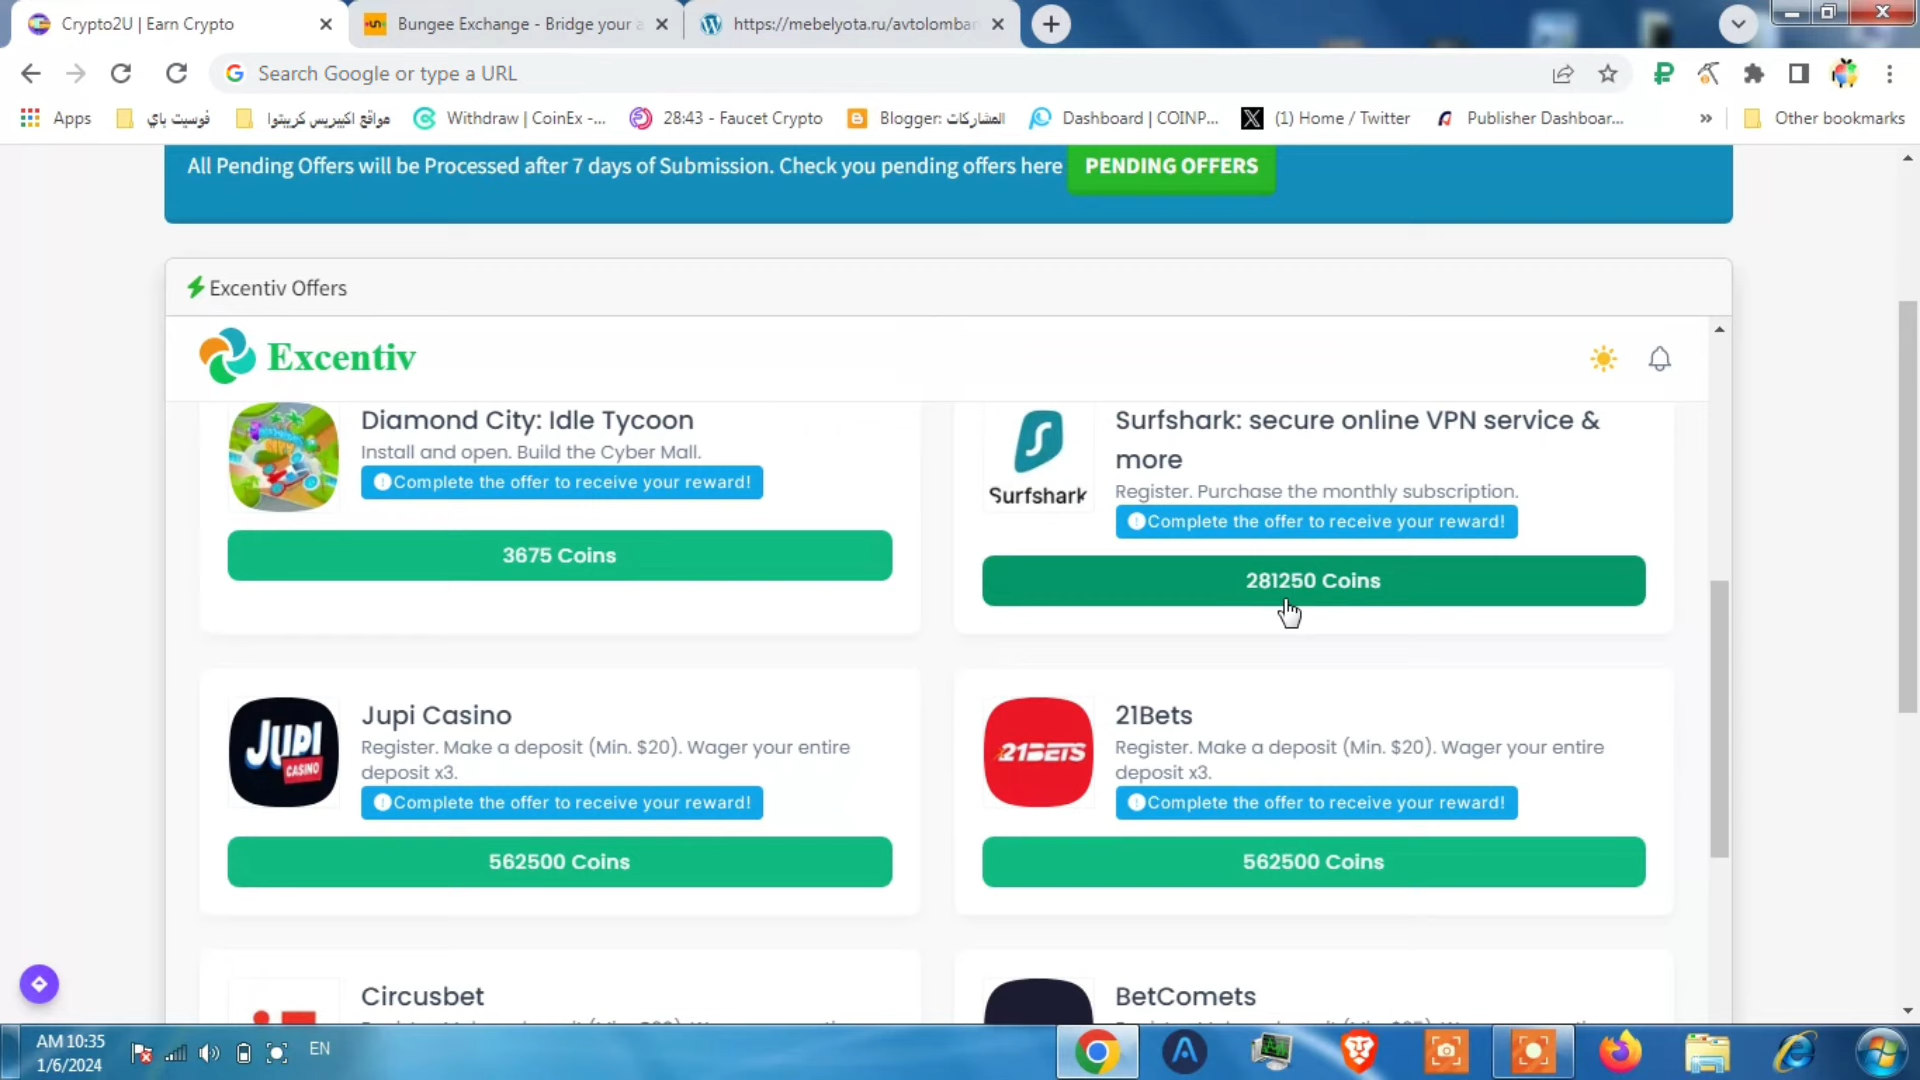 Crypto2U | Earn Crypto
Bungee Exchange - Bridge your a
https://mebelyota.ru/avtolomban
Search Google or type a URL
Apps
فوسيت باي
مواقع اكسبريس كريبتوا
Withdraw | CoinEx -...
28:43 - Faucet Crypto
Blogger: المشاركات
Dashboard | COINP...
(1) Home / Twitter
Publisher Dashboar...
Other bookmarks
All Pending Offers will be Processed after 7 days of Submission. Check you pending offers here
PENDING OFFERS
Excentiv Offers
Excentiv
Diamond City: Idle Tycoon
Install and open. Build the Cyber Mall.
Complete the offer to receive your reward!
3675 Coins
Surfshark
Surfshark: secure online VPN service &
more
Register. Purchase the monthly subscription.
Complete the offer to receive your reward!
281250 Coins
JUPI
CASINO
Jupi Casino
Register. Make a deposit (Min. $20). Wager your entire
deposit x3.
Complete the offer to receive your reward!
562500 Coins
21BETS
21Bets
Register. Make a deposit (Min. $20). Wager your entire
deposit x3.
Complete the offer to receive your reward!
562500 Coins
Circusbet
BetComets
AM 10:35
1/6/2024
EN